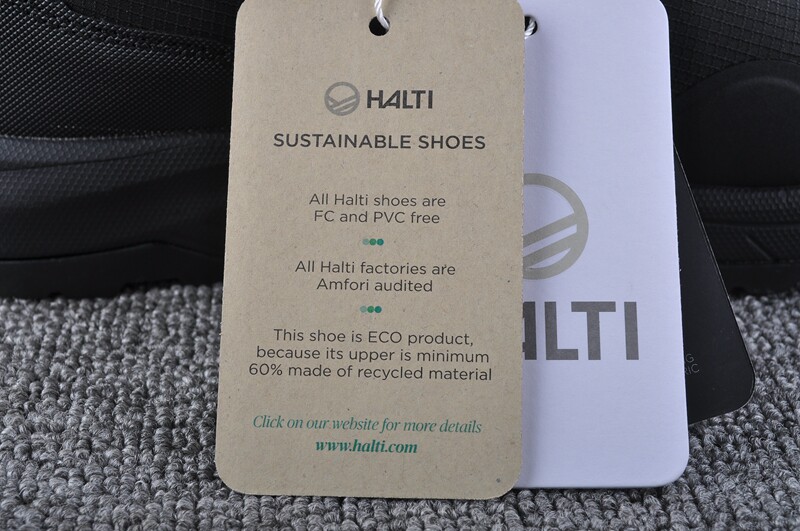 HALTI
SUSTAINABLE SHOES
All Halti shoes are
FC and PVC free
All Halti factories are
Amfori audited
This shoe is ECO product,
because its upper is minimum
60% made of recycled material
Click on our website for more details
www.halti.com
ALTI